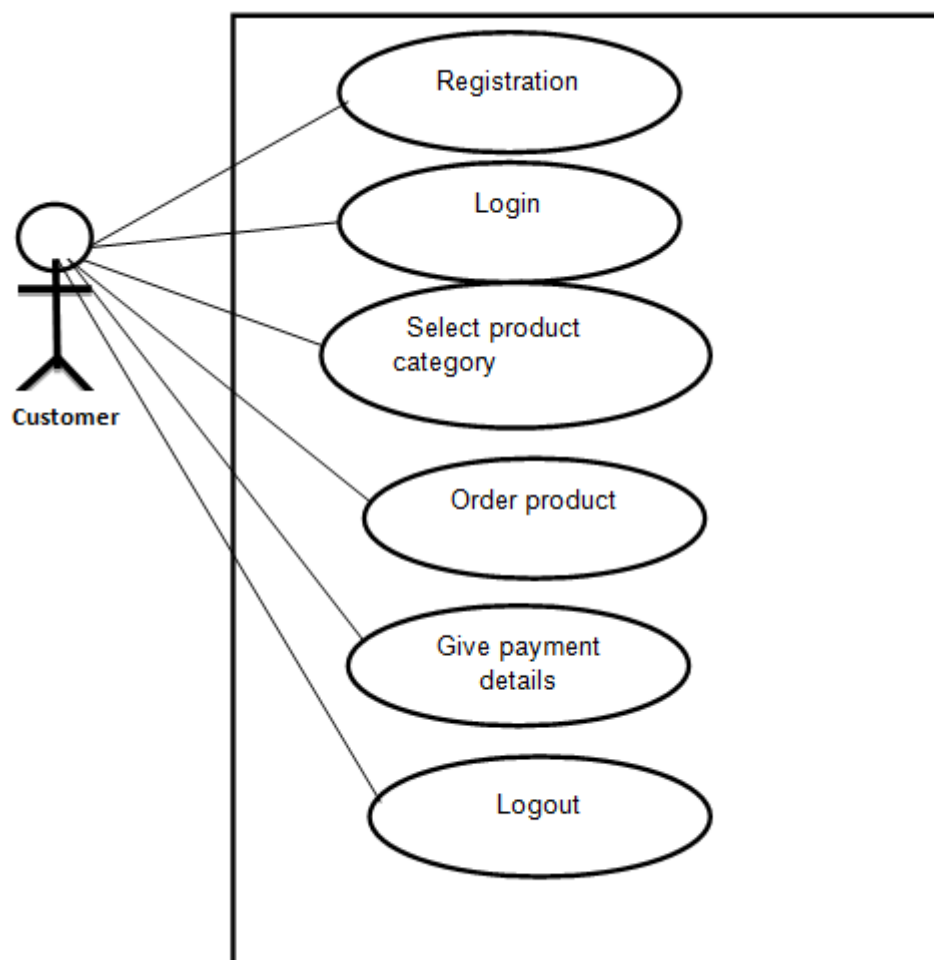 Registration
Login
Select product
category
Customer
Order product
Give payment
details
Logout